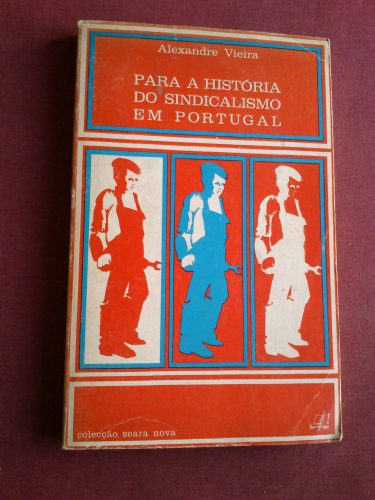 Alexandre Vieira
PARA A HISTÓRIA
DO SINDICALISMO
EM PORTUGAL
colecção seara nova